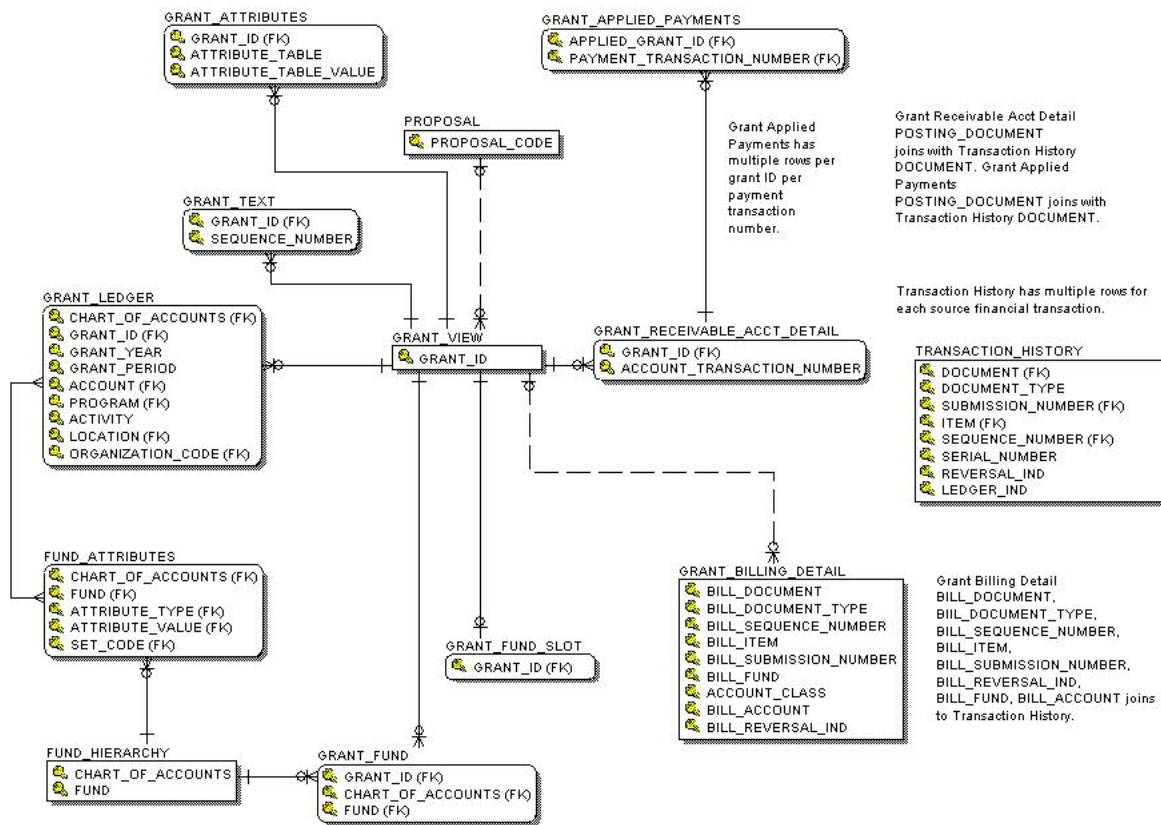 GRANT_ATTRIBUTES
GRANT_ID (FK)
ATTRIBUTE_TABLE
ATTRIBUTE_TABLE_VALUE
GRANT_APPLIED_PAYMENTS
APPLIED_GRANT_ID (FK)
PAYMENT_TRANSACTION_NUMBER (FK)
PROPOSAL
PROPOSAL_CODE
Grant Applied
Payments has
multiple rows per
grant ID per
payment
transaction
number.
Grant Receivable Acct Detail
POSTING_DOCUMENT
joins with Transaction History
DOCUMENT. Grant Applied
Payments
POSTING_DOCUMENT joins with
Transaction History DOCUMENT.
GRANT_TEXT
GRANT_ID (FK)
SEQUENCE_NUMBER
GRANT_LEDGER
CHART_OF_ACCOUNTS (FK)
GRANT_ID (FK)
GRANT_YEAR
GRANT_PERIOD
ACCOUNT (FK)
PROGRAM (FK)
ACTIVITY
LOCATION (FK)
ORGANIZATION_CODE (FK)
GRANT_VIEW
GRANT_ID
GRANT_RECEIVABLE_ACCT_DETAIL
GRANT_ID (FK)
ACCOUNT_TRANSACTION_NUMBER
Transaction History has multiple rows for
each source financial transaction.
TRANSACTION_HISTORY
DOCUMENT (FK)
DOCUMENT_TYPE
SUBMISSION_NUMBER (FK)
ITEM (FK)
SEQUENCE_NUMBER (FK)
SERIAL_NUMBER
REVERSAL_IND
LEDGER_IND
FUND_ATTRIBUTES
CHART_OF_ACCOUNTS (FK)
FUND (FK)
ATTRIBUTE_TYPE (FK)
ATTRIBUTE_VALUE (FK)
SET_CODE (FK)
GRANT_FUND_SLOT
GRANT_ID (FK)
GRANT_BILLING_DETAIL
BILL_DOCUMENT
BILL_DOCUMENT_TYPE
BILL_SEQUENCE_NUMBER
BILL_ITEM
BILL_SUBMISSION_NUMBER
BILL_FUND
ACCOUNT_CLASS
BILL_ACCOUNT
BILL_REVERSAL_IND
Grant Billing Detail
BILL_DOCUMENT,
BIIL_DOCUMENT_TYPE,
BILL_SEQUENCE_NUMBER,
BILL_ITEM,
BILL_SUBMISSION_NUMBER,
BILL_REVERSAL_IND,
BILL_FUND, BILL_ACCOUNT joins
to Transaction History.
FUND_HIERARCHY
CHART_OF_ACCOUNTS
FUND
GRANT_FUND
GRANT_ID (FK)
CHART_OF_ACCOUNTS (FK)
FUND (FK)